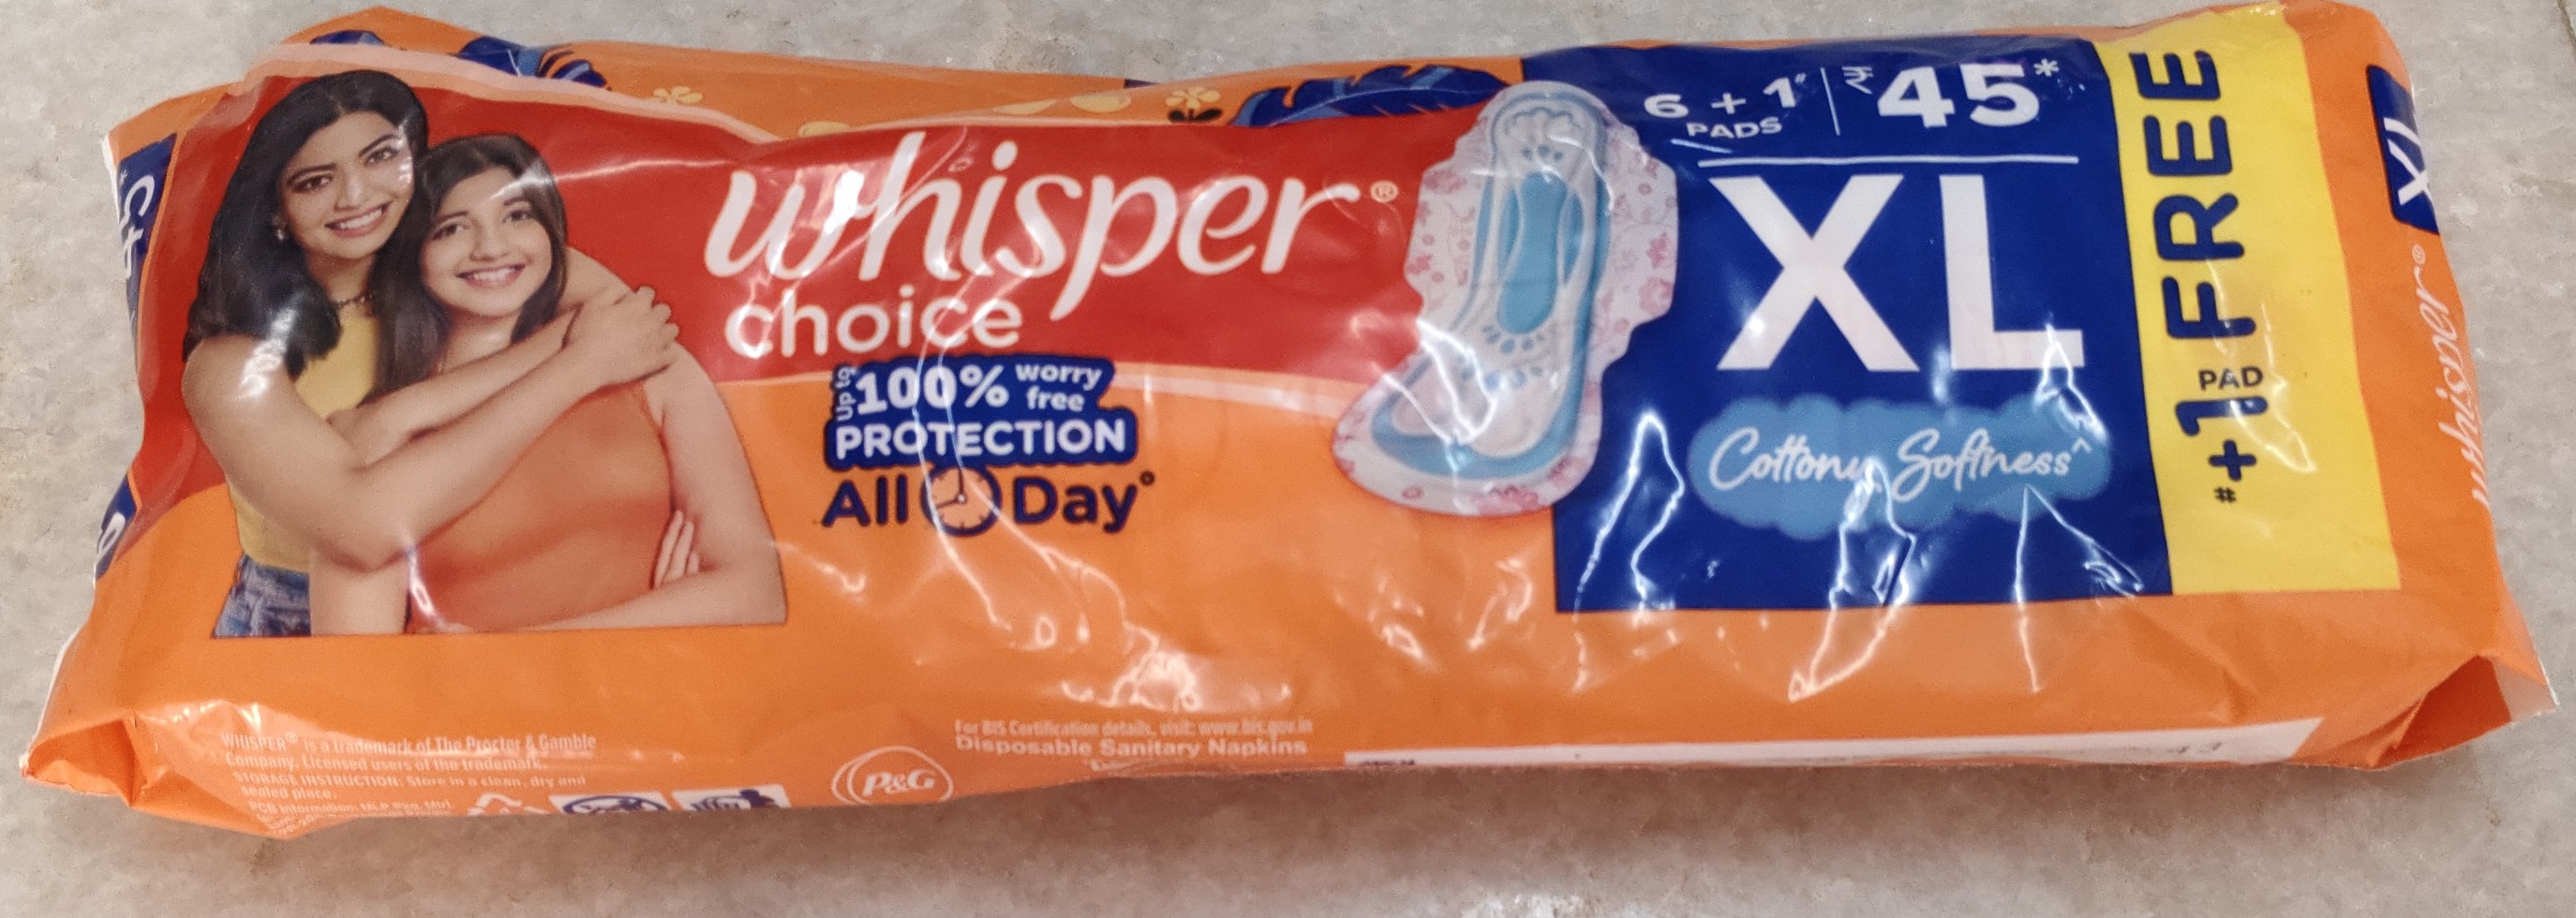 whisper®
choice
Up to 100% worry free
PROTECTION
All Day°
6 + 1# PADS
₹45*
XL
Cottony Softness^
#+1 PAD FREE
XL
whisper®
WHISPER® is a trademark of The Procter & Gamble
Company. Licensed users of the trademark.
STORAGE INSTRUCTION: Store in a clean, dry and
sealed place.
P&G
For BIS Certification details, visit: www.bis.gov.in
Disposable Sanitary Napkins